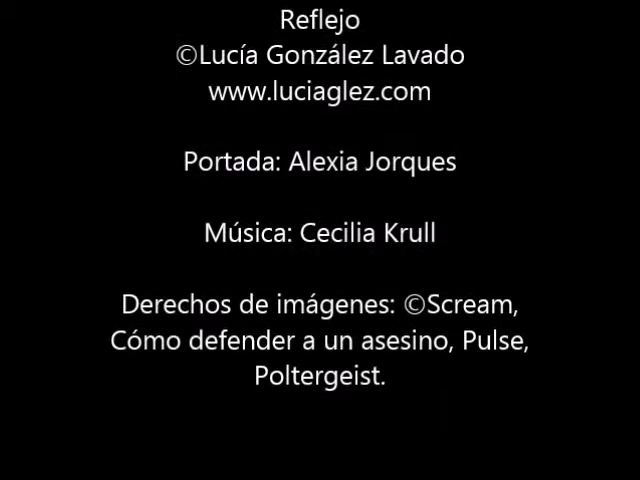 Reflejo
©Lucía González Lavado
www.luciaglez.com
Portada: Alexia Jorques
Música: Cecilia Krull
Derechos de imágenes: ©Scream,
Cómo defender a un asesino, Pulse,
Poltergeist.